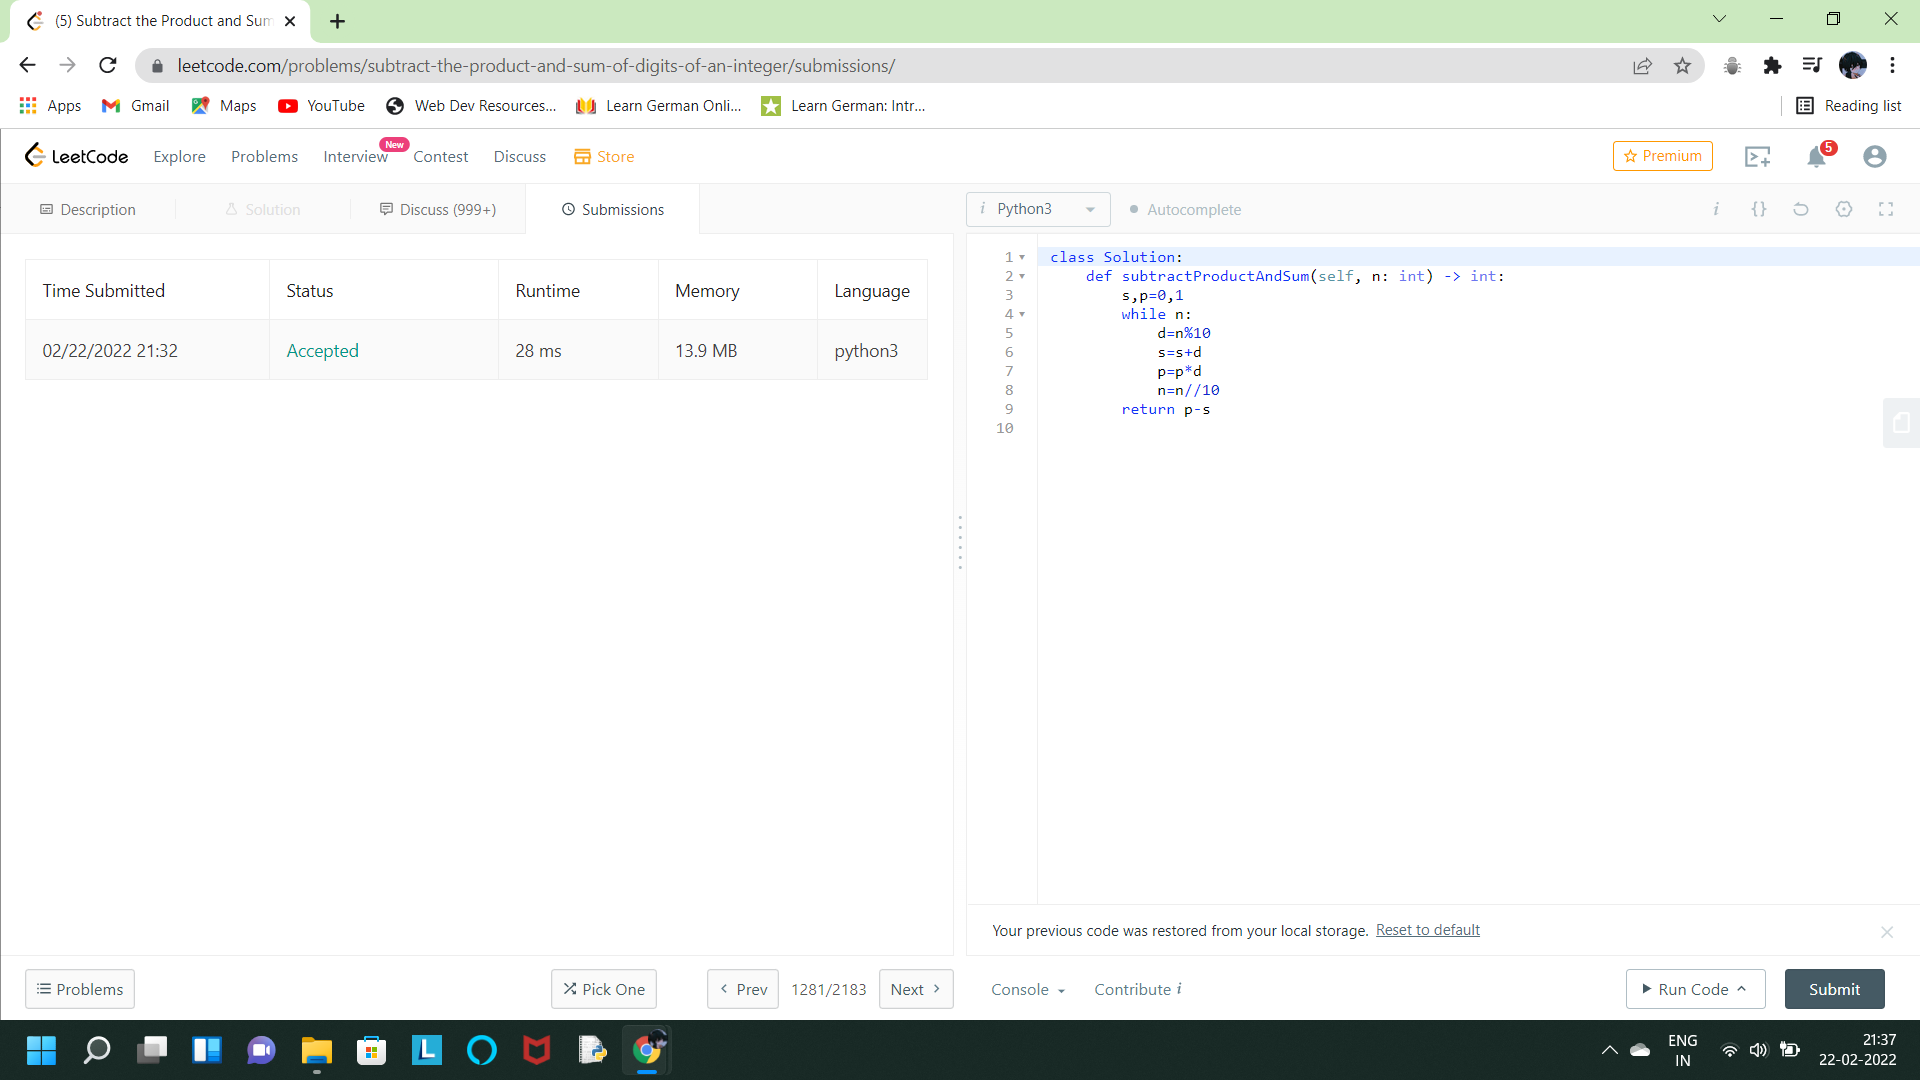 (5) Subtract the Product and Sum
leetcode.com/problems/subtract-the-product-and-sum-of-digits-of-an-integer/submissions/
Apps Gmail Maps YouTube Web Dev Resources... Learn German Onli... Learn German: Intr... Reading list
LeetCode Explore Problems Interview New Contest Discuss Store Premium 5
Description Solution Discuss (999+) Submissions
i Python3 Autocomplete i {}
Time Submitted Status Runtime Memory Language
02/22/2022 21:32 Accepted 28 ms 13.9 MB python3
1 class Solution:
2 def subtractProductAndSum(self, n: int) -> int:
3 s,p=0,1
4 while n:
5 d=n%10
6 s=s+d
7 p=p*d
8 n=n//10
9 return p-s
10
Your previous code was restored from your local storage. Reset to default
Problems Pick One Prev 1281/2183 Next Console Contribute i Run Code Submit
L ENG 21:37
IN 22-02-2022